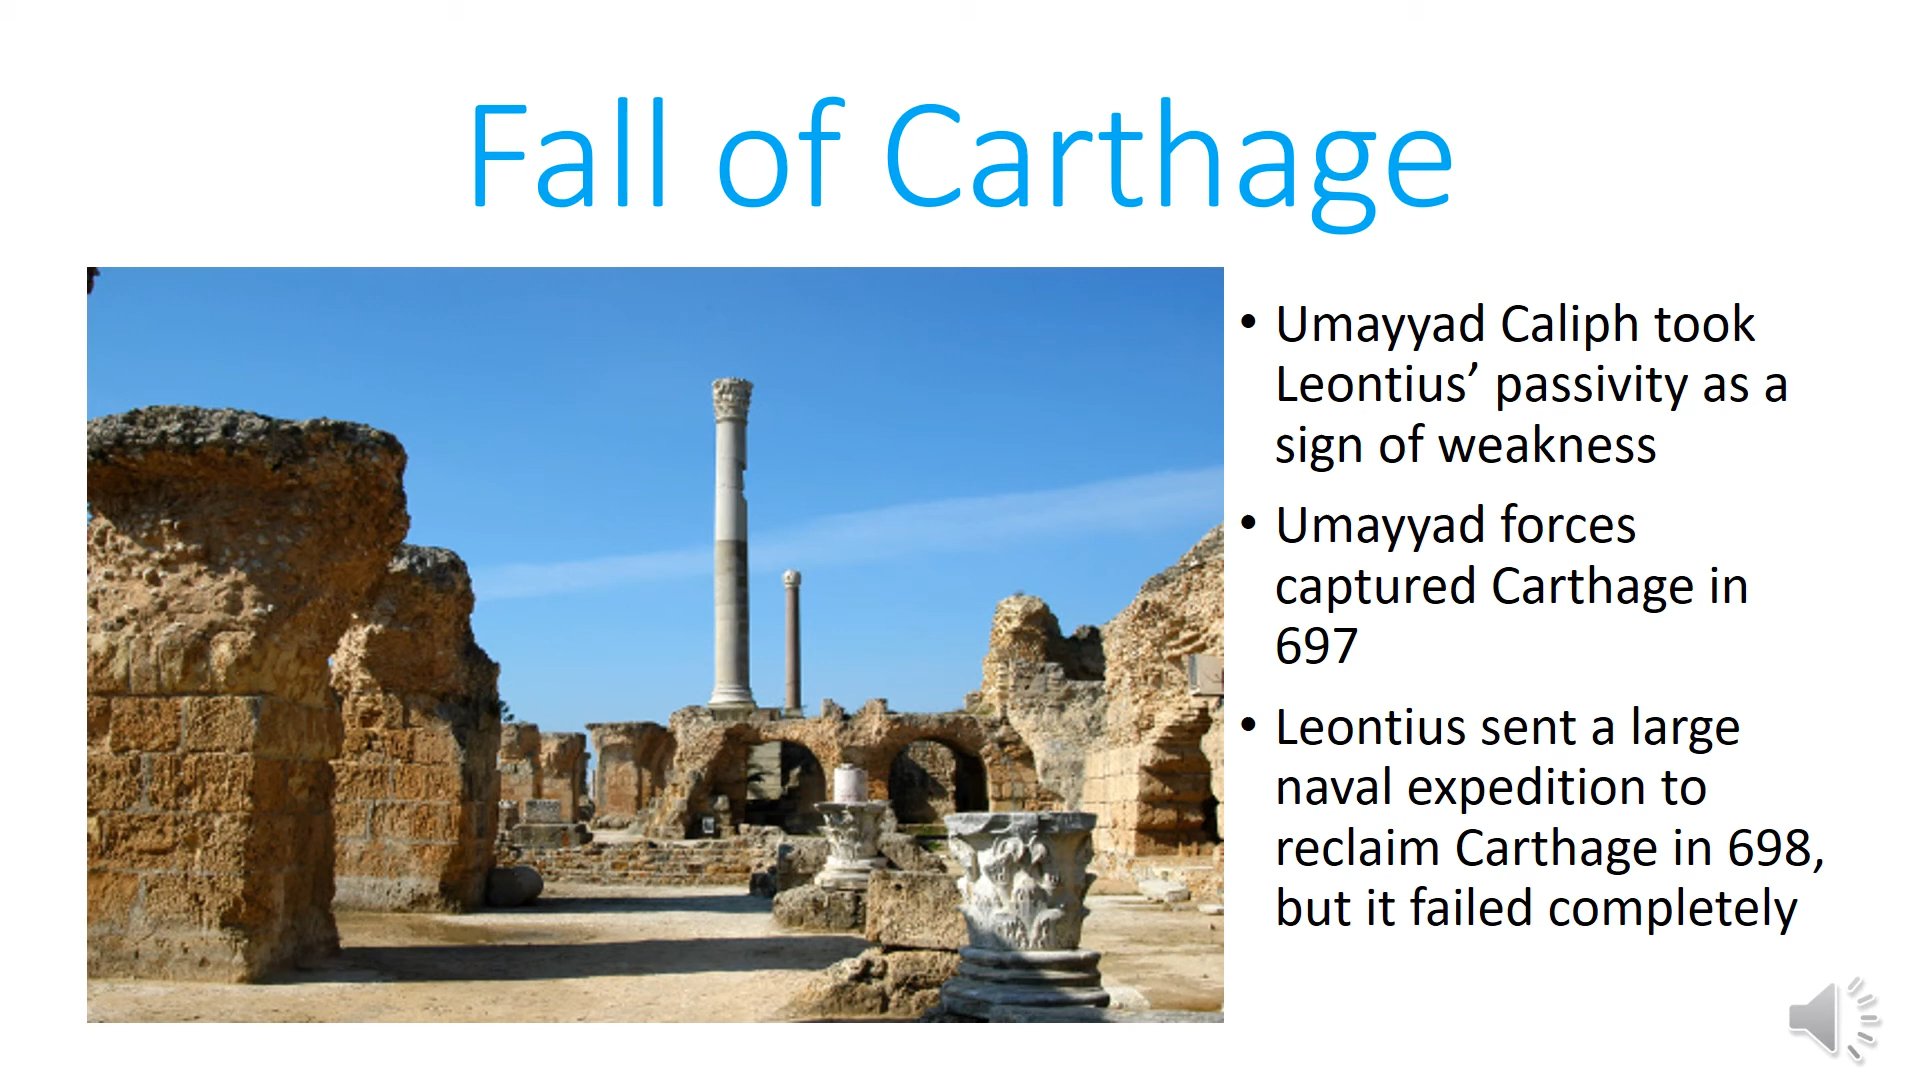 Fall of Carthage
• Umayyad Caliph took
Leontius’ passivity as a
sign of weakness
• Umayyad forces
captured Carthage in
697
• Leontius sent a large
naval expedition to
reclaim Carthage in 698,
but it failed completely